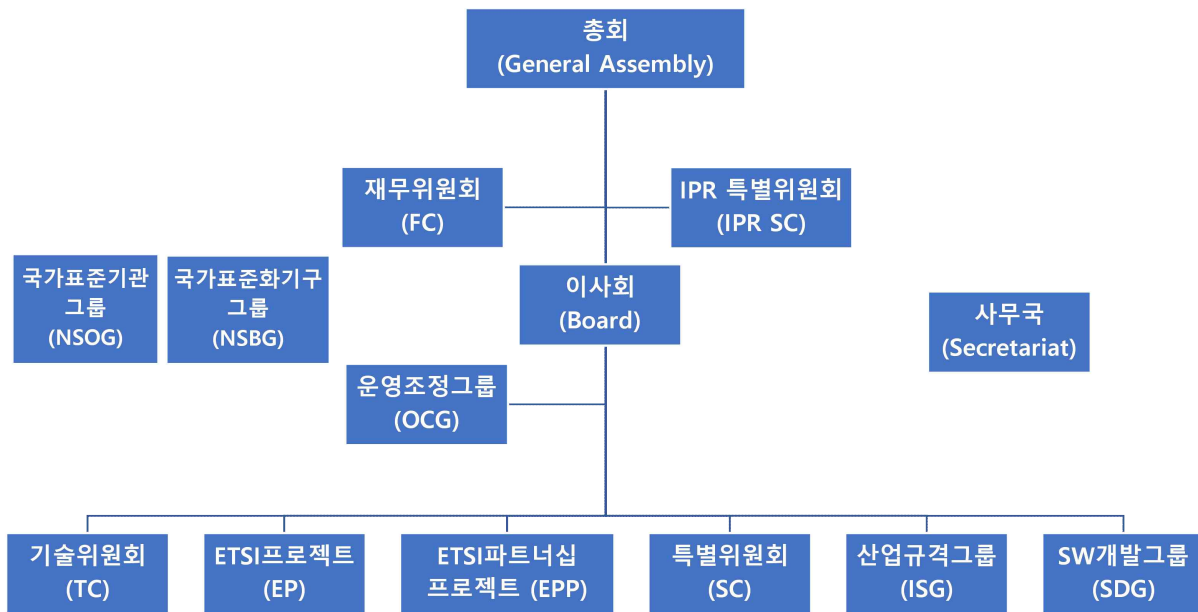 총회
(General Assembly)
재무위원회
(FC)
IPR 특별위원회
(IPR SC)
국가표준기관
그룹
(NSOG)
국가표준화기구
그룹
(NSBG)
이사회
(Board)
사무국
(Secretariat)
운영조정그룹
(OCG)
기술위원회
(TC)
ETSI프로젝트
(EP)
ETSI파트너십
프로젝트 (EPP)
특별위원회
(SC)
산업규격그룹
(ISG)
SW개발그룹
(SDG)